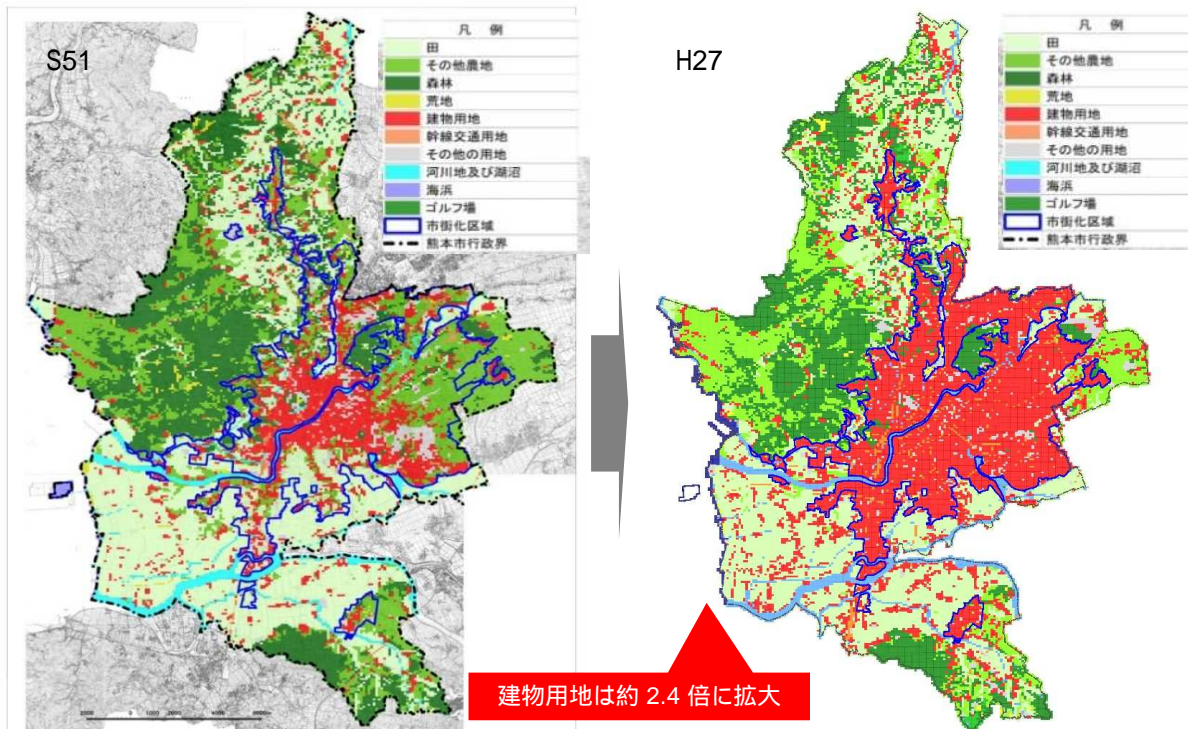 S51
凡 例
田
その他農地
森林
荒地
建物用地
幹線交通用地
その他の用地
河川地及び湖沼
海浜
ゴルフ場
市街化区域
熊本市行政界
H27
凡 例
田
その他農地
森林
荒地
建物用地
幹線交通用地
その他の用地
河川地及び湖沼
海浜
ゴルフ場
市街化区域
熊本市行政界
建物用地は約 2.4 倍に拡大